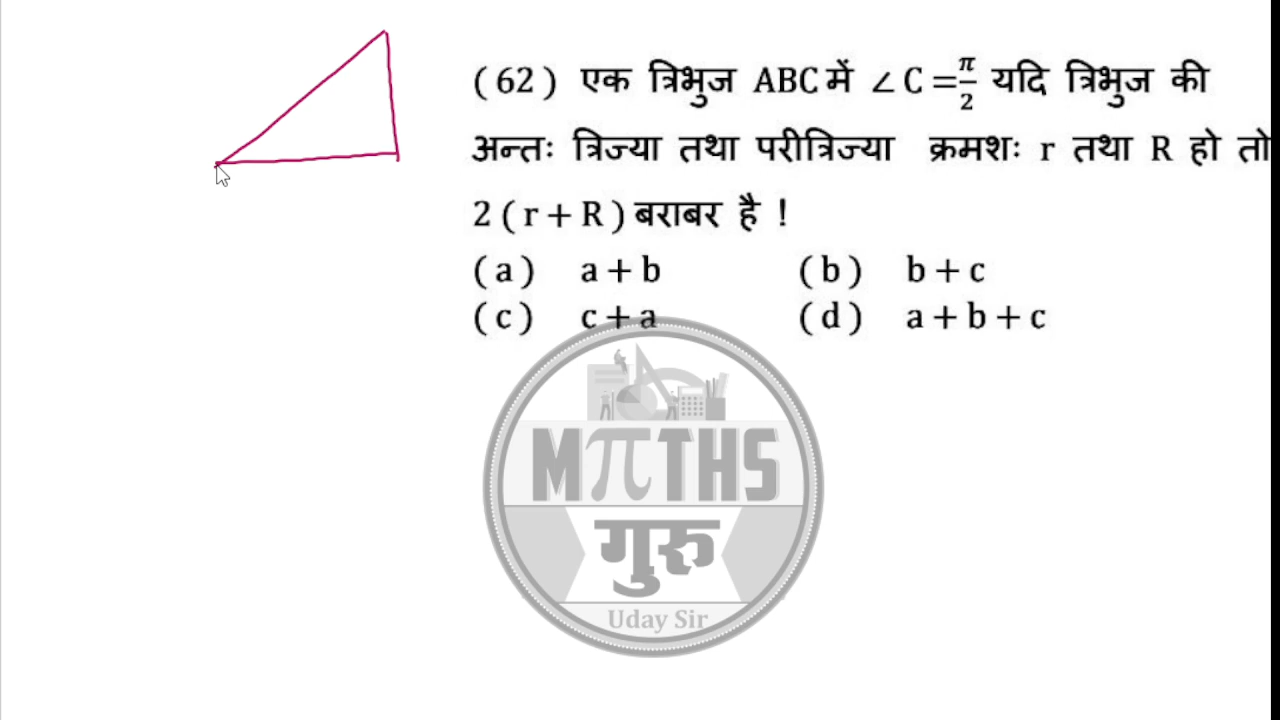 (62) एक त्रिभुज ABC में ∠C = π/2 यदि त्रिभुज की
अन्तः त्रिज्या तथा परीत्रिज्या क्रमशः r तथा R हो तो
2(r+R) बराबर है !
(a) a+b (b) b+c
(c) c+a (d) a+b+c
MπTHS
गुरु
Uday Sir